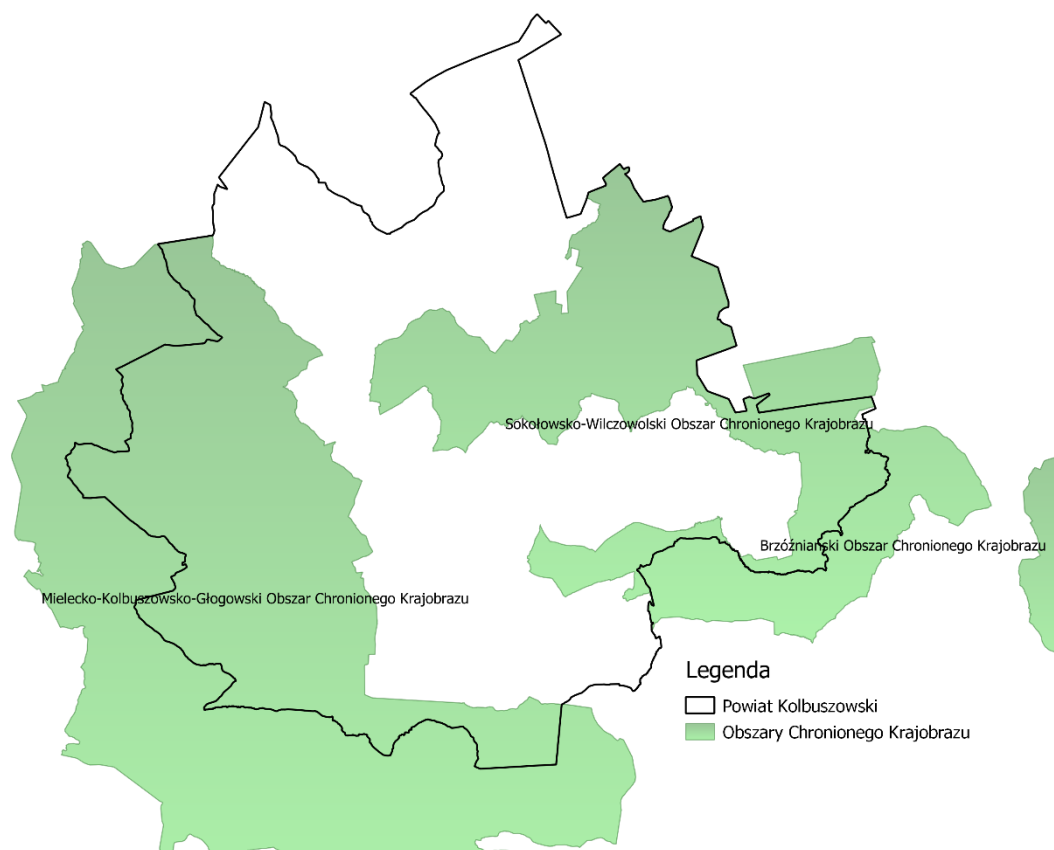 Sokołowsko-Wilczowolski Obszar Chronionego Krajobrazu
Brzóźniański Obszar Chronionego Krajobrazu
Mielecko-Kolbuszowsko-Głogowski Obszar Chronionego Krajobrazu
Legenda
Powiat Kolbuszowski
Obszary Chronionego Krajobrazu